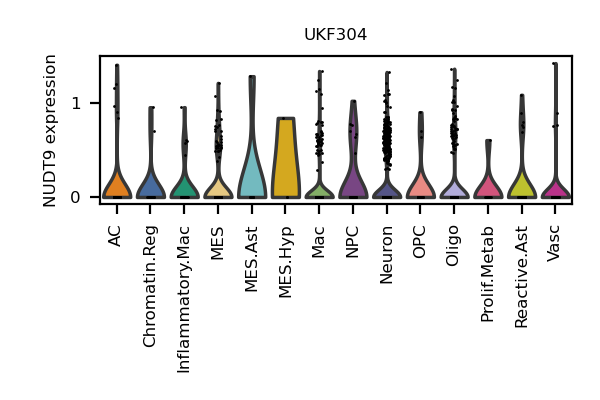 UKF304
NUDT9 expression
1
0
AC
Chromatin.Reg
Inflammatory.Mac
MES
MES.Ast
MES.Hyp
Mac
NPC
Neuron
OPC
Oligo
Prolif.Metab
Reactive.Ast
Vasc